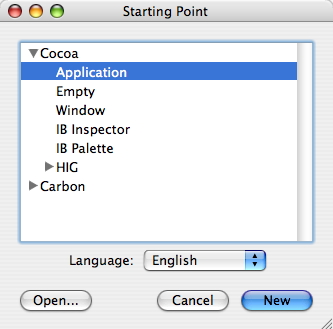 Starting Point
Cocoa
Application
Empty
Window
IB Inspector
IB Palette
HIG
Carbon
Language: English
Open... Cancel New